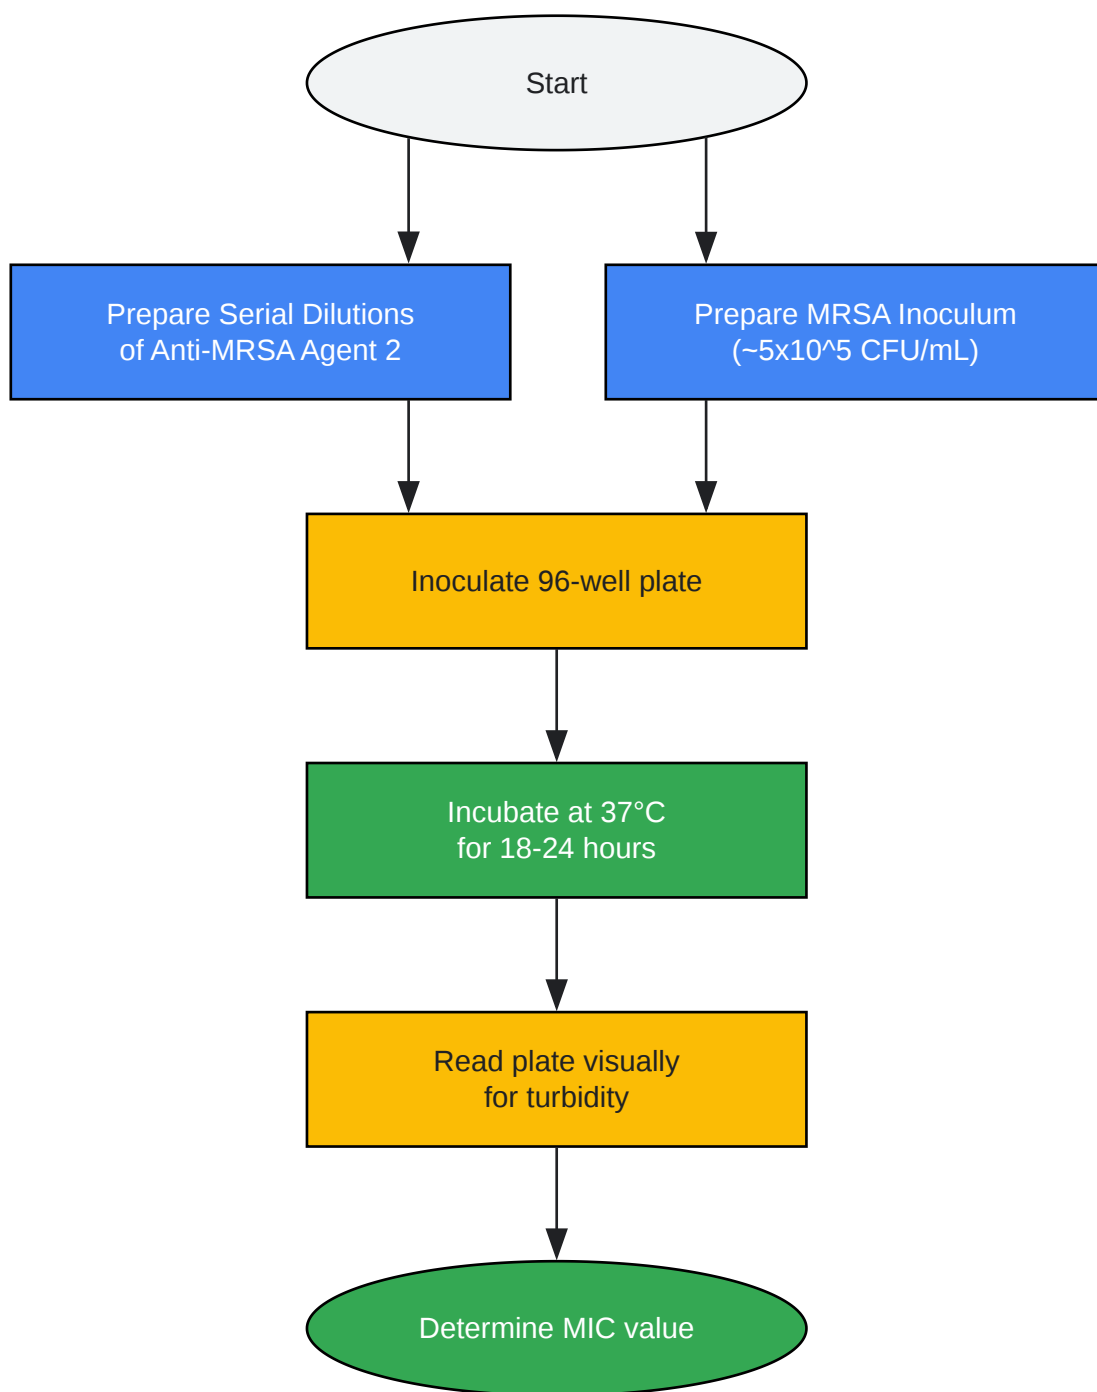 Start
Prepare Serial Dilutions
of Anti-MRSA Agent 2
Prepare MRSA Inoculum
(~5x10^5 CFU/mL)
Inoculate 96-well plate
Incubate at 37°C
for 18-24 hours
Read plate visually
for turbidity
Determine MIC value